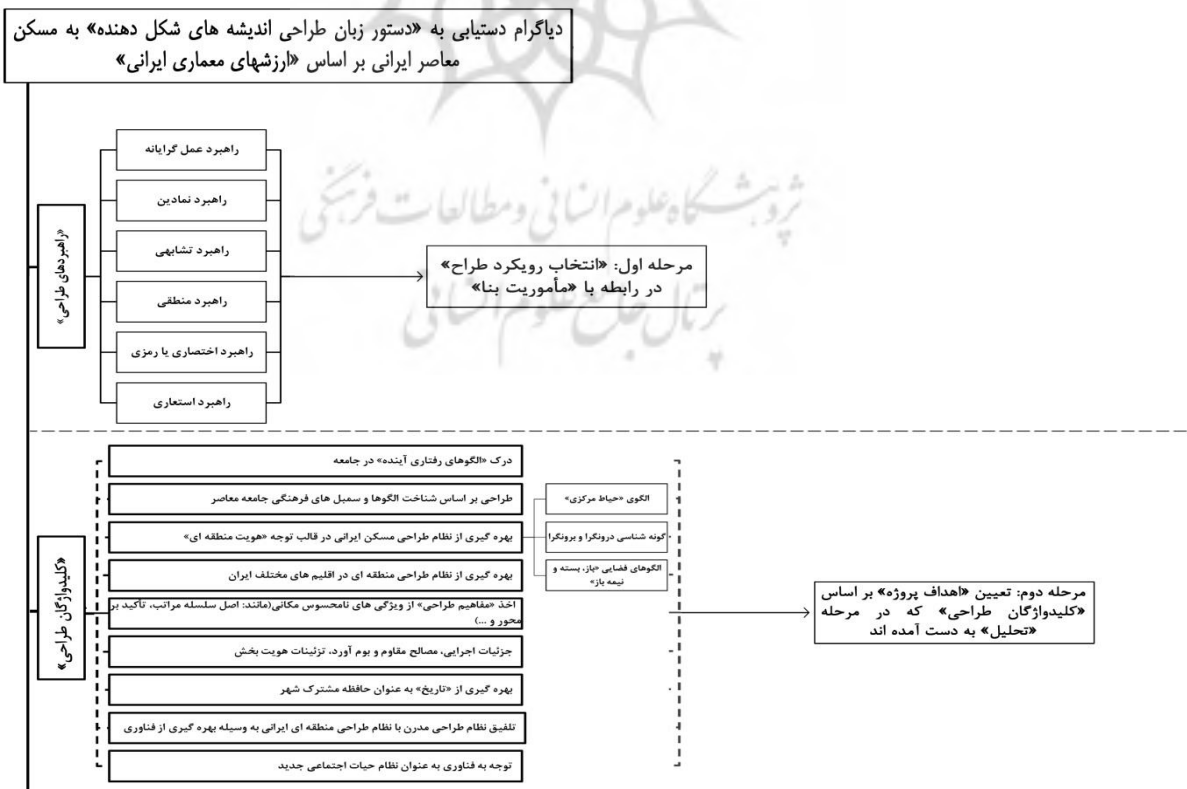 دیاگرام دستیابی به «دستور زبان طراحی اندیشه های شکل دهنده» به مسکن
معاصر ایرانی بر اساس «ارزشهای معماری ایرانی»
«راهبردهای طراحی»
راهبرد عمل گرایانه
راهبرد نمادین
راهبرد تشابهی
راهبرد منطقی
راهبرد اختصاری یا رمزی
راهبرد استعاری
مرحله اول: «انتخاب رویکرد طراح»
در رابطه با «مأموریت بنا»
پژوهشگاه علوم انسانی و مطالعات فرهنگی
پرتال جامع علوم انسانی
«کلیدواژگان طراحی»
درک «الگوهای رفتاری آینده» در جامعه
طراحی بر اساس شناخت الگوها و سمبل های فرهنگی جامعه معاصر
بهره گیری از نظام طراحی مسکن ایرانی در قالب توجه «هویت منطقه ای»
بهره گیری از نظام طراحی منطقه ای در اقلیم های مختلف ایران
اخذ «مفاهیم طراحی» از ویژگی های نامحسوس مکانی(مانند: اصل سلسله مراتب، تأکید بر
محور و ...)
جزئیات اجرایی، مصالح مقاوم و بوم آورد، تزئینات هویت بخش
بهره گیری از «تاریخ» به عنوان حافظه مشترک شهر
تلفیق نظام طراحی مدرن با نظام طراحی منطقه ای ایرانی به وسیله بهره گیری از فناوری
توجه به فناوری به عنوان نظام حیات اجتماعی جدید
الگوی «حیاط مرکزی»
گونه شناسی درونگرا و برونگرا
الگوهای فضایی «باز، بسته و
نیمه باز»
مرحله دوم: تعیین «اهداف پروژه» بر اساس
«کلیدواژگان طراحی» که در مرحله
«تحلیل» به دست آمده اند